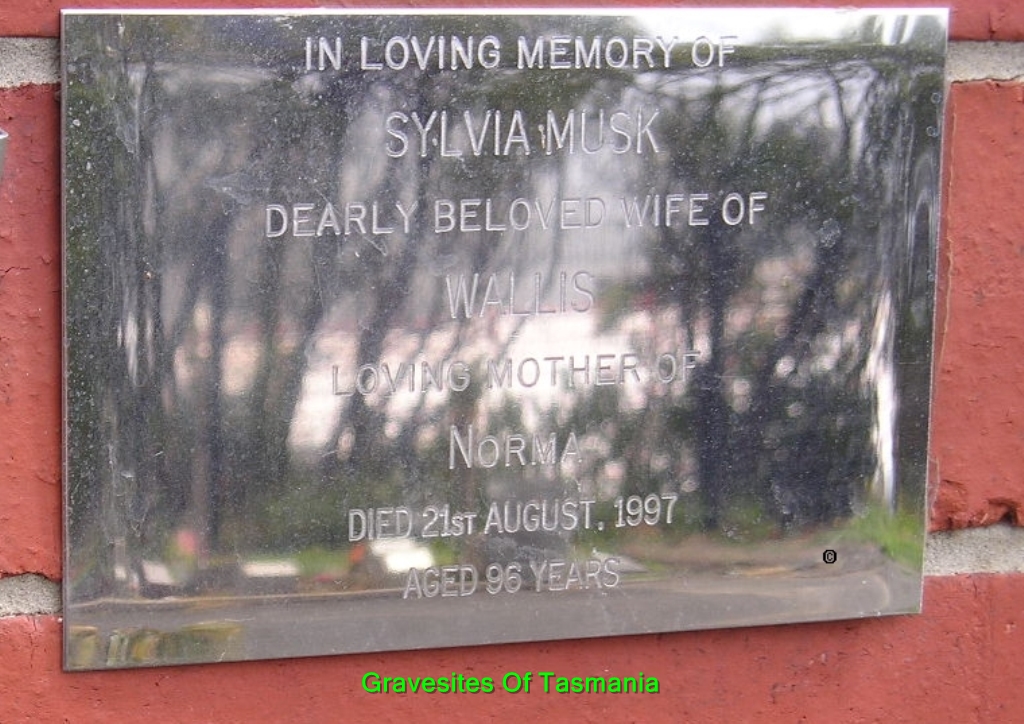 IN LOVING MEMORY OF
SYLVIA MUSK
DEARLY BELOVED WIFE OF
WALLIS
LOVING MOTHER OF
NORMA
DIED 21ST AUGUST, 1997
AGED 96 YEARS
©
Gravesites Of Tasmania